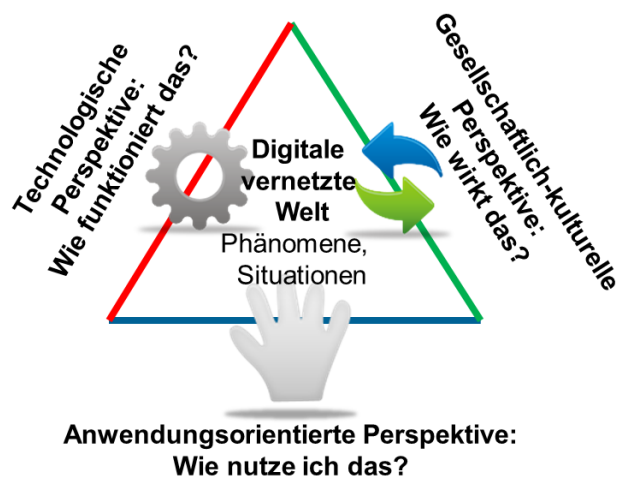 Technologische
Perspektive:
Wie funktioniert das?
Gesellschaftlich-kulturelle
Perspektive:
Wie wirkt das?
Digitale
vernetzte
Welt
Phänomene,
Situationen
Anwendungsorientierte Perspektive:
Wie nutze ich das?